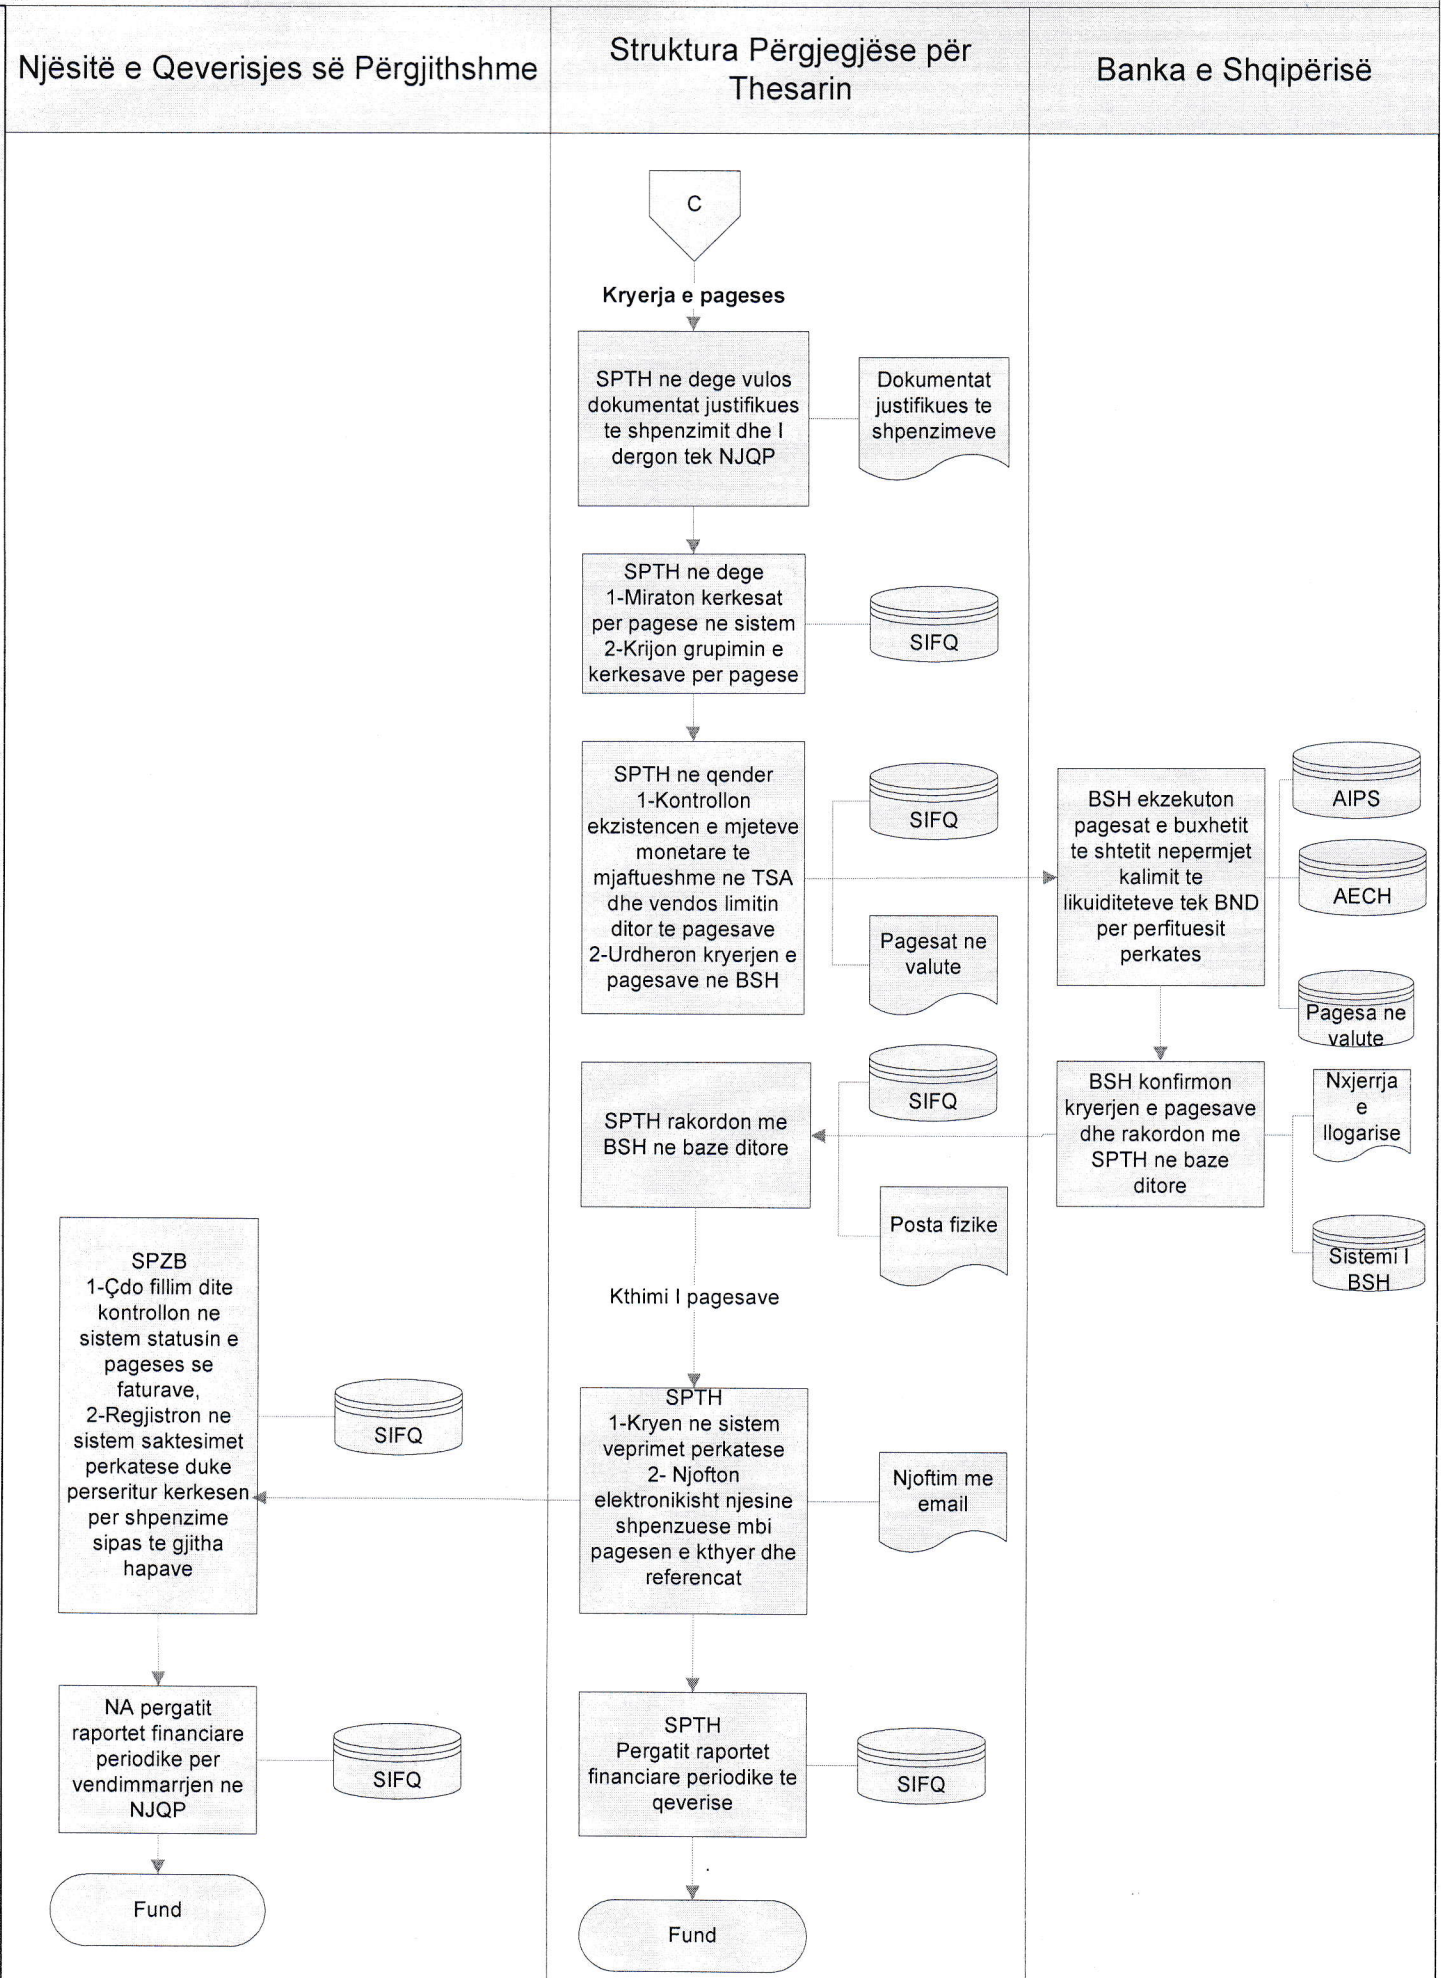 Njësitë e Qeverisjes së Përgjithshme
Struktura Përgjegjëse për
Thesarin
Banka e Shqipërisë
C
Kryerja e pageses
SPTH ne dege vulos
dokumentat justifikues
te shpenzimit dhe I
dergon tek NJQP
Dokumentat
justifikues te
shpenzimeve
SPTH ne dege
1-Miraton kerkesat
per pagese ne sistem
2-Krijon grupimin e
kerkesave per pagese
SIFQ
SPTH ne qender
1-Kontrollon
ekzistencen e mjeteve
monetare te
mjaftueshme ne TSA
dhe vendos limitin
ditor te pagesave
2-Urdheron kryerjen e
pagesave ne BSH
SIFQ
Pagesat ne
valute
BSH ekzekuton
pagesat e buxhetit
te shtetit nepermjet
kalimit te
likuiditeteve tek BND
per perfituesit
perkates
AIPS
AECH
Pagesa ne
valute
SPTH rakordon me
BSH ne baze ditore
SIFQ
Posta fizike
BSH konfirmon
kryerjen e pagesave
dhe rakordon me
SPTH ne baze
ditore
Nxjerrja
e
llogarise
Sistemi I
BSH
Kthimi I pagesave
SPZB
1-Çdo fillim dite
kontrollon ne
sistem statusin e
pageses se
faturave,
2-Regjistron ne
sistem saktesimet
perkatese duke
perseritur kerkesen
per shpenzime
sipas te gjitha
hapave
SIFQ
SPTH
1-Kryen ne sistem
veprimet perkatese
2- Njofton
elektronikisht njesine
shpenzuese mbi
pagesen e kthyer dhe
referencat
Njoftim me
email
NA pergatit
raportet financiare
periodike per
vendimmarrjen ne
NJQP
SIFQ
SPTH
Pergatit raportet
financiare periodike te
qeverise
SIFQ
Fund
Fund